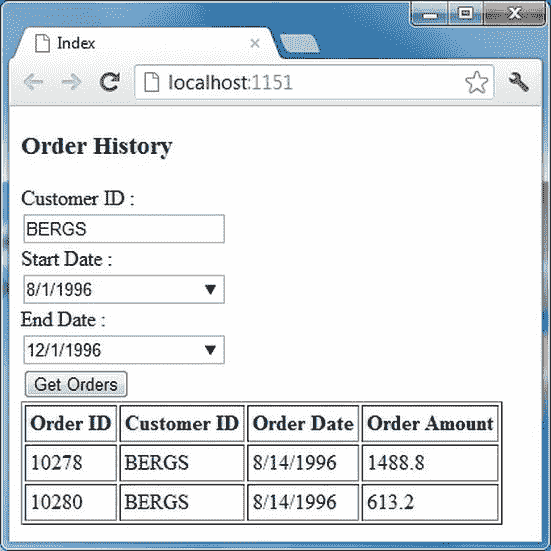 Index
localhost:1151
Order History
Customer ID :
BERGS
Start Date :
8/1/1996
End Date :
12/1/1996
Get Orders
Order ID Customer ID Order Date Order Amount
10278 BERGS 8/14/1996 1488.8
10280 BERGS 8/14/1996 613.2